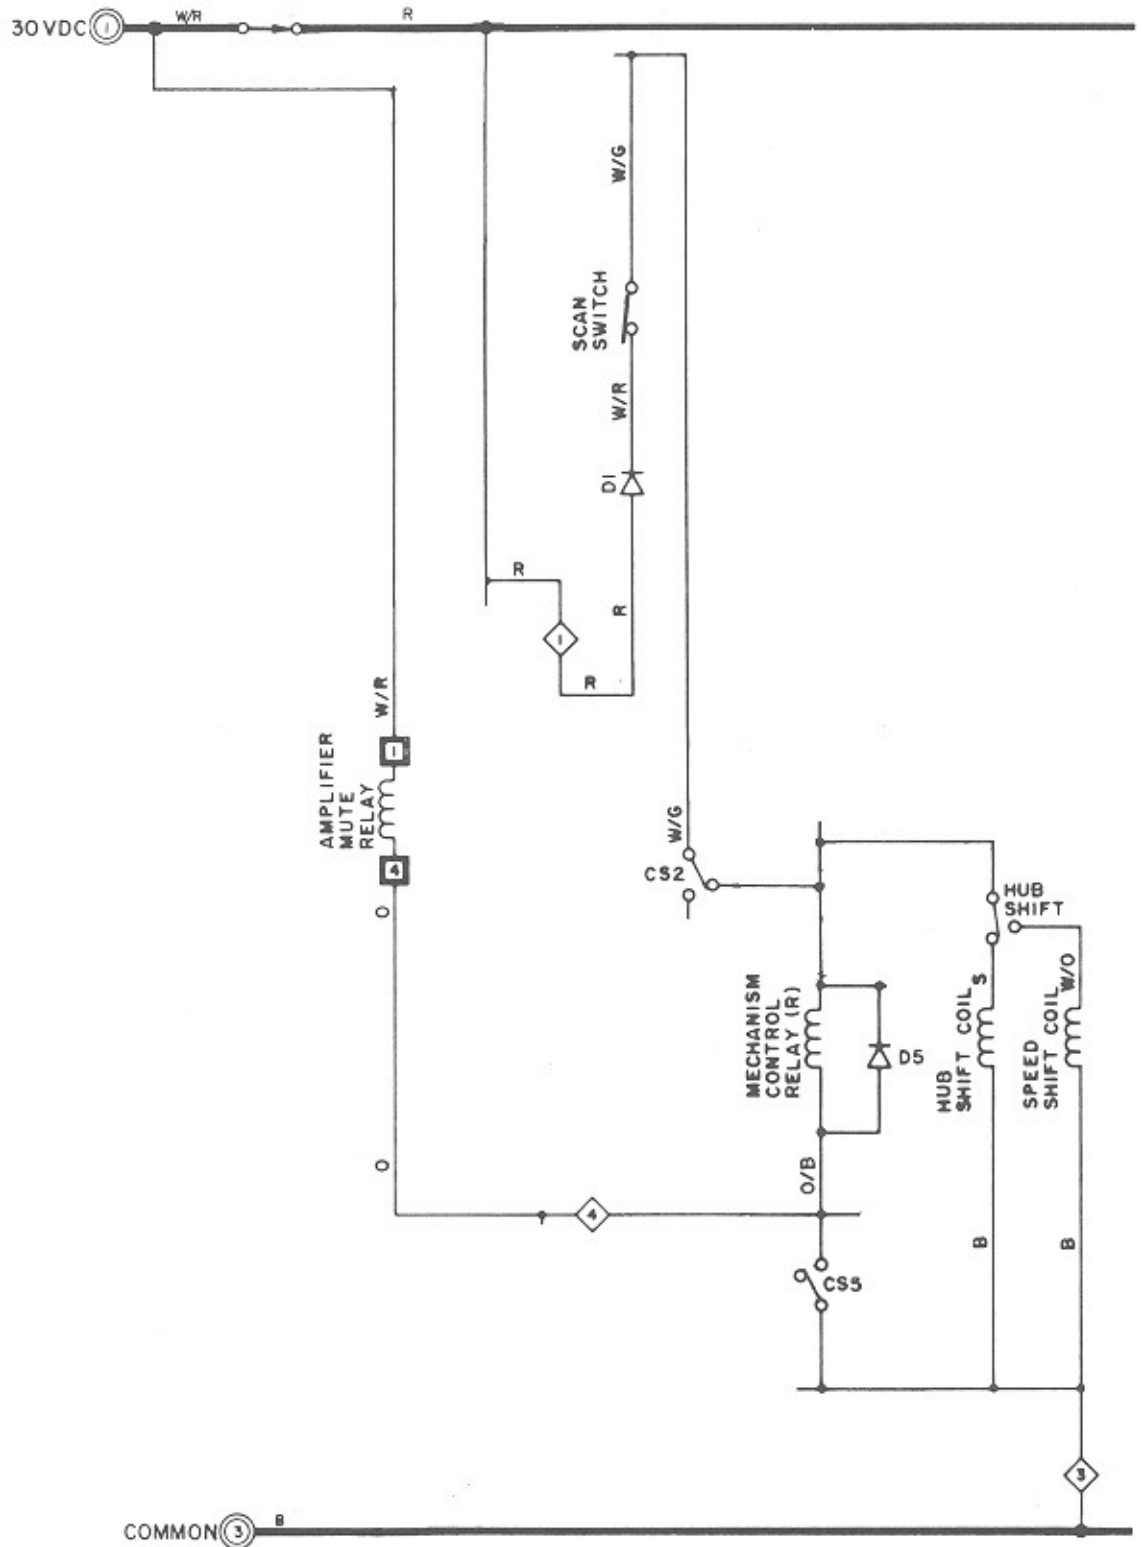 30 VDC 1
W/R
R
W/G
SCAN
SWITCH
W/R
D1
R
1
R
R
W/R
1
AMPLIFIER
MUTE
RELAY
4
O
W/G
CS2
HUB
SHIFT
MECHANISM
CONTROL
RELAY (R)
D5
S
HUB
SHIFT COIL
W/O
SPEED
SHIFT COIL
O
O/B
4
B
B
CS5
3
COMMON 3
B